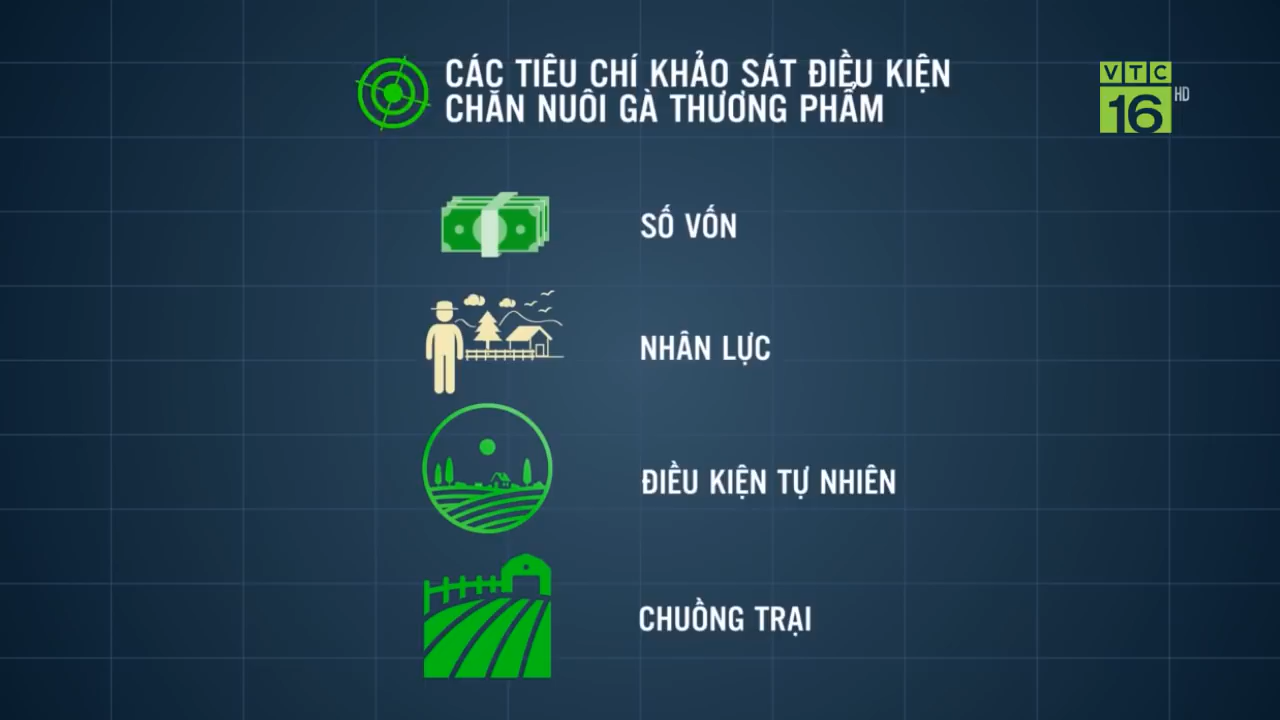 CÁC TIÊU CHÍ KHẢO SÁT ĐIỀU KIỆN
CHĂN NUÔI GÀ THƯƠNG PHẨM
VTC
16 HD
SỐ VỐN
NHÂN LỰC
ĐIỀU KIỆN TỰ NHIÊN
CHUỒNG TRẠI